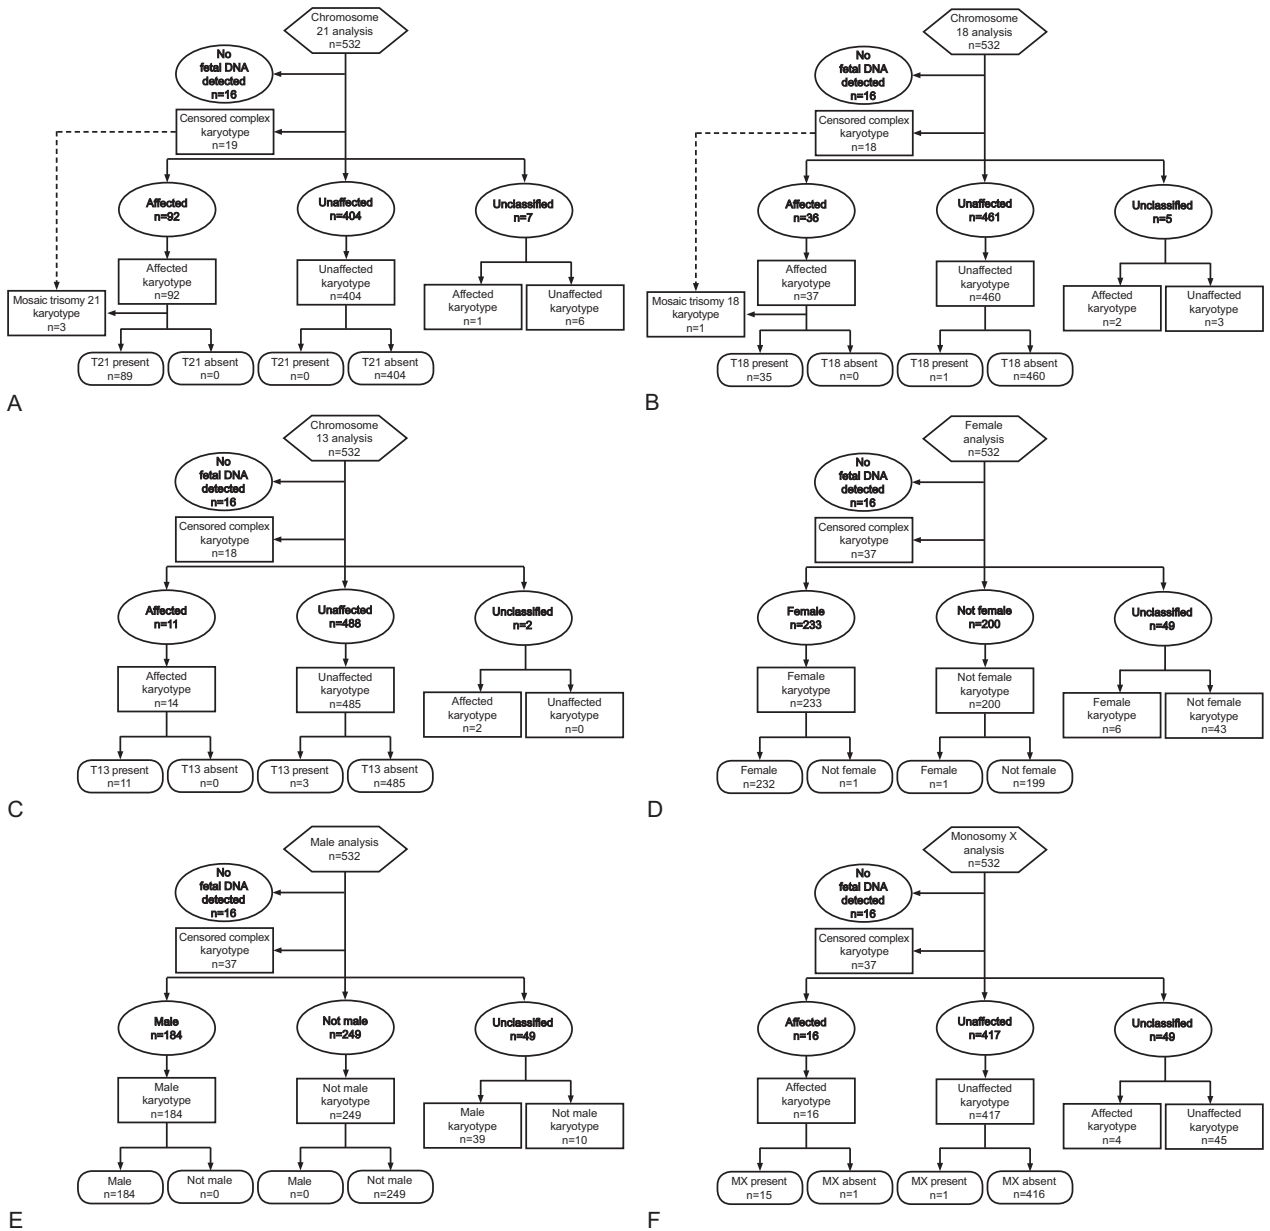 Chromosome
21 analysis
n=532
No
fetal DNA
detected
n=16
Censored complex
karyotype
n=19
Affected
n=92
Unaffected
n=404
Unclassified
n=7
Affected
karyotype
n=92
Unaffected
karyotype
n=404
Affected
karyotype
n=1
Unaffected
karyotype
n=6
Mosaic trisomy 21
karyotype
n=3
T21 present
n=89
T21 absent
n=0
T21 present
n=0
T21 absent
n=404
A
Chromosome
18 analysis
n=532
No
fetal DNA
detected
n=16
Censored complex
karyotype
n=18
Affected
n=36
Unaffected
n=461
Unclassified
n=5
Affected
karyotype
n=37
Unaffected
karyotype
n=460
Affected
karyotype
n=2
Unaffected
karyotype
n=3
Mosaic trisomy 18
karyotype
n=1
T18 present
n=35
T18 absent
n=0
T18 present
n=1
T18 absent
n=460
B
Chromosome
13 analysis
n=532
No
fetal DNA
detected
n=16
Censored complex
karyotype
n=18
Affected
n=11
Unaffected
n=488
Unclassified
n=2
Affected
karyotype
n=14
Unaffected
karyotype
n=485
Affected
karyotype
n=2
Unaffected
karyotype
n=0
T13 present
n=11
T13 absent
n=0
T13 present
n=3
T13 absent
n=485
C
Female
analysis
n=532
No
fetal DNA
detected
n=16
Censored complex
karyotype
n=37
Female
n=233
Not female
n=200
Unclassified
n=49
Female
karyotype
n=233
Not female
karyotype
n=200
Female
karyotype
n=6
Not female
karyotype
n=43
Female
n=232
Not female
n=1
Female
n=1
Not female
n=199
D
Male analysis
n=532
No
fetal DNA
detected
n=16
Censored complex
karyotype
n=37
Male
n=184
Not male
n=249
Unclassified
n=49
Male
karyotype
n=184
Not male
karyotype
n=249
Male
karyotype
n=39
Not male
karyotype
n=10
Male
n=184
Not male
n=0
Male
n=0
Not male
n=249
E
Monosomy X
analysis
n=532
No
fetal DNA
detected
n=16
Censored complex
karyotype
n=37
Affected
n=16
Unaffected
n=417
Unclassified
n=49
Affected
karyotype
n=16
Unaffected
karyotype
n=417
Affected
karyotype
n=4
Unaffected
karyotype
n=45
MX present
n=15
MX absent
n=1
MX present
n=1
MX absent
n=416
F